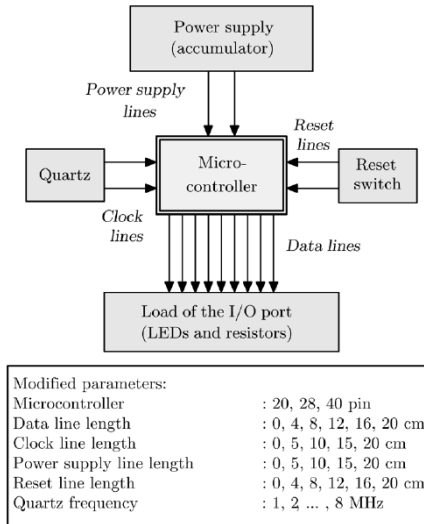 Power supply
(accumulator)
Power supply
lines
Reset
lines
Quartz
Micro-
controller
Reset
switch
Clock
lines
Data lines
Load of the I/O port
(LEDs and resistors)
Modified parameters:
Microcontroller : 20, 28, 40 pin
Data line length : 0, 4, 8, 12, 16, 20 cm
Clock line length : 0, 5, 10, 15, 20 cm
Power supply line length : 0, 5, 10, 15, 20 cm
Reset line length : 0, 4, 8, 12, 16, 20 cm
Quartz frequency : 1, 2, ... , 8 MHz